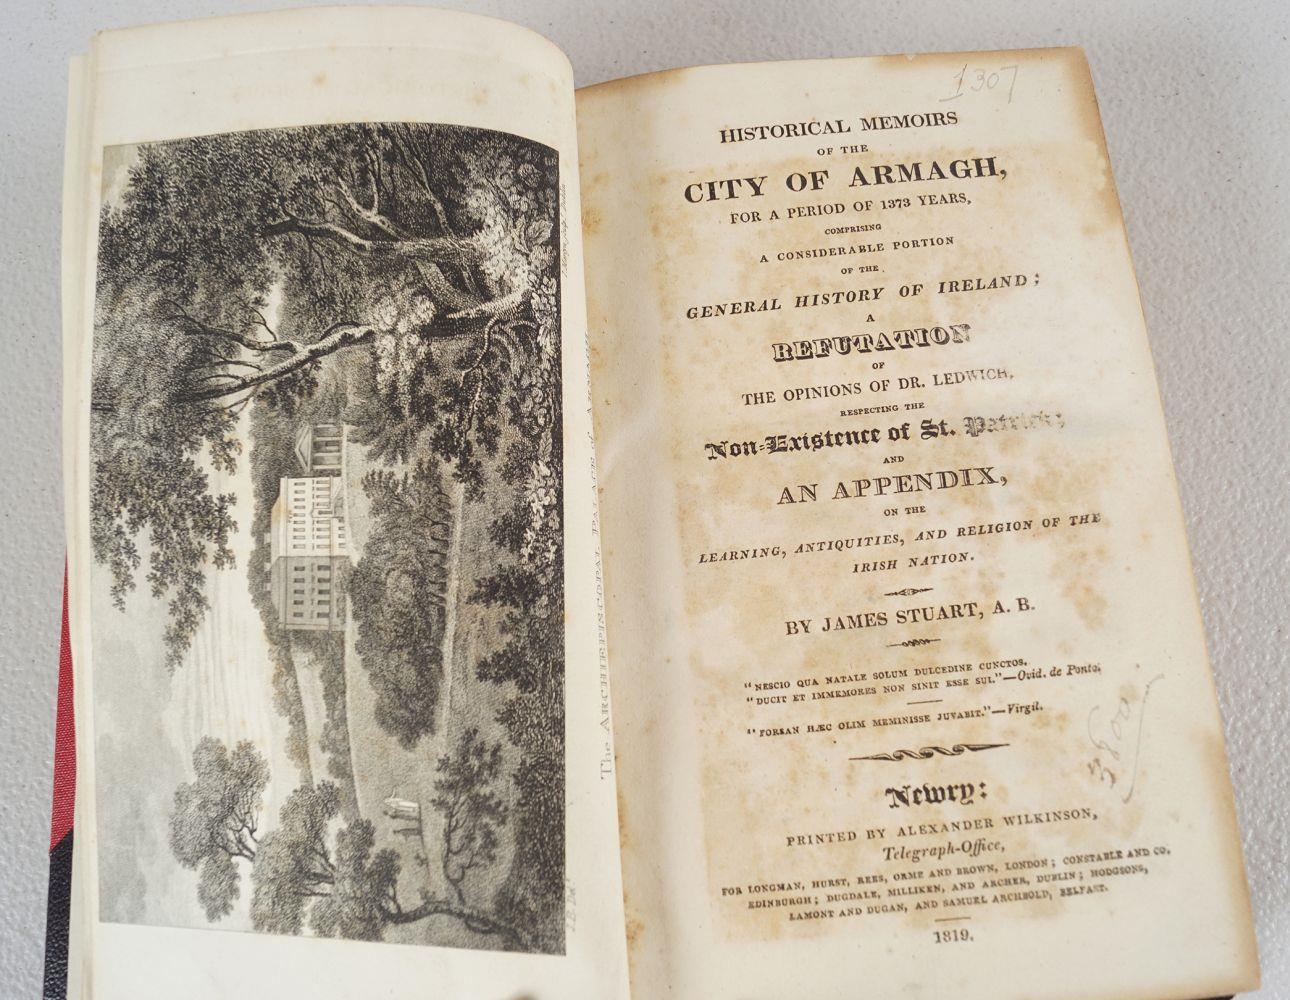 The Archiepiscopal Palace of Armagh
1307
HISTORICAL MEMOIRS
OF THE
CITY OF ARMAGH,
FOR A PERIOD OF 1373 YEARS,
COMPRISING
A CONSIDERABLE PORTION
OF THE
GENERAL HISTORY OF IRELAND;
A
REFUTATION
OF
THE OPINIONS OF DR. LEDWICH,
RESPECTING THE
Non-Existence of St. Patrick;
AND
AN APPENDIX,
ON THE
LEARNING, ANTIQUITIES, AND RELIGION OF THE
IRISH NATION.
BY JAMES STUART, A. B.
"NESCIO QUA NATALE SOLUM DULCEDINE CUNCTOS,
"DUCIT ET IMMEMORES NON SINIT ESSE SUI."—Ovid. de Ponto.
"FORSAN HÆC OLIM MEMINISSE JUVABIT."—Virgil.
Newry:
PRINTED BY ALEXANDER WILKINSON,
Telegraph-Office,
FOR LONGMAN, HURST, REES, ORME AND BROWN, LONDON; CONSTABLE AND CO.
EDINBURGH; DUGDALE, MILLIKEN, AND ARCHER, DUBLIN; HODGSONS,
LAMONT AND DUGAN, AND SAMUEL ARCHBOLD, BELFAST.
1819.